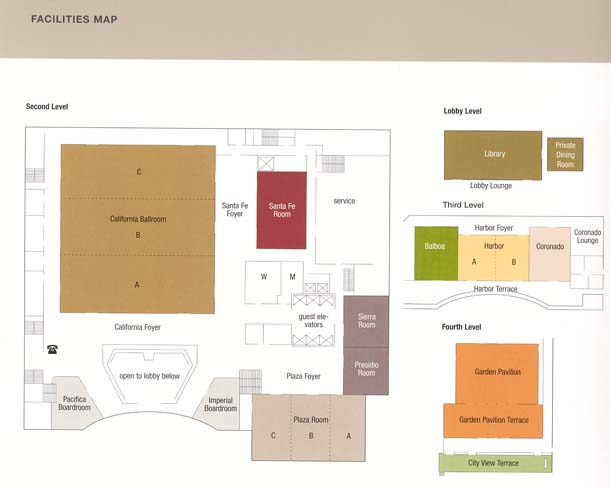 FACILITIES MAP
Second Level
C
California Ballroom
B
A
Santa Fe
Foyer
Santa Fe
Room
service
W
M
guest ele-
vators
Sierra
Room
Presidio
Room
California Foyer
open to lobby below
Plaza Foyer
Pacifica
Boardroom
Imperial
Boardroom
Plaza Room
C
B
A
Lobby Level
Library
Private
Dining
Room
Lobby Lounge
Third Level
Harbor Foyer
Balboa
Harbor
A
B
Coronado
Coronado
Lounge
Harbor Terrace
Fourth Level
Garden Pavilion
Garden Pavilion Terrace
City View Terrace